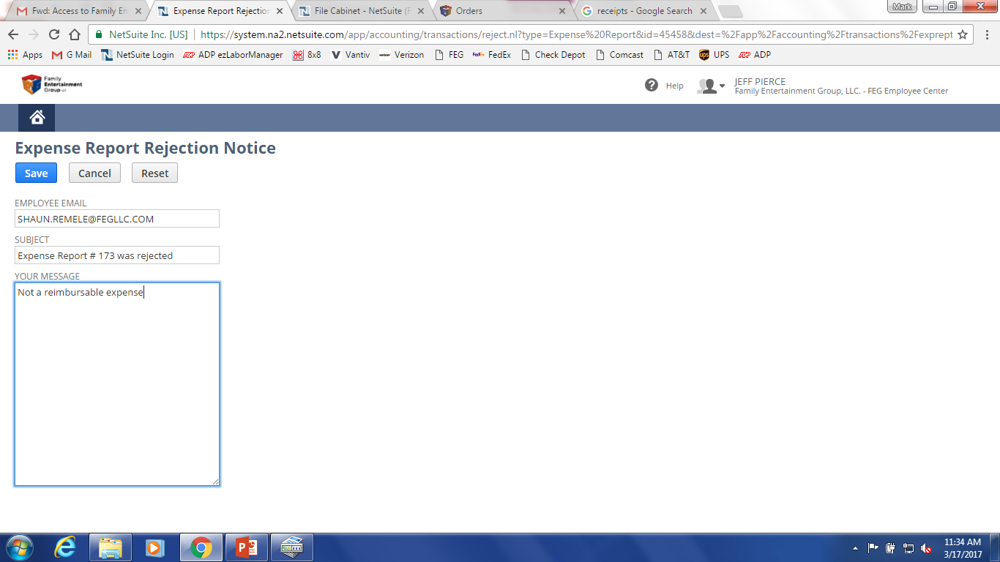 Fwd: Access to Family En
Expense Report Rejection
File Cabinet - NetSuite (F
Orders
receipts - Google Search
Mark
NetSuite Inc. [US]
https://system.na2.netsuite.com/app/accounting/transactions/reject.nl?type=Expense%20Report&id=45458&dest=%2Fapp%2Faccounting%2Ftransactions%2Fexprept
Apps
G Mail
NetSuite Login
ADP ezLaborManager
8x8
Vantiv
Verizon
FEG
FedEx
Check Depot
Comcast
AT&T
UPS
ADP
Family
Entertainment
Group LLC
Help
JEFF PIERCE
Family Entertainment Group, LLC. - FEG Employee Center
Expense Report Rejection Notice
Save
Cancel
Reset
EMPLOYEE EMAIL
SHAUN.REMELE@FEGLLC.COM
SUBJECT
Expense Report # 173 was rejected
YOUR MESSAGE
Not a reimbursable expense
11:34 AM
3/17/2017